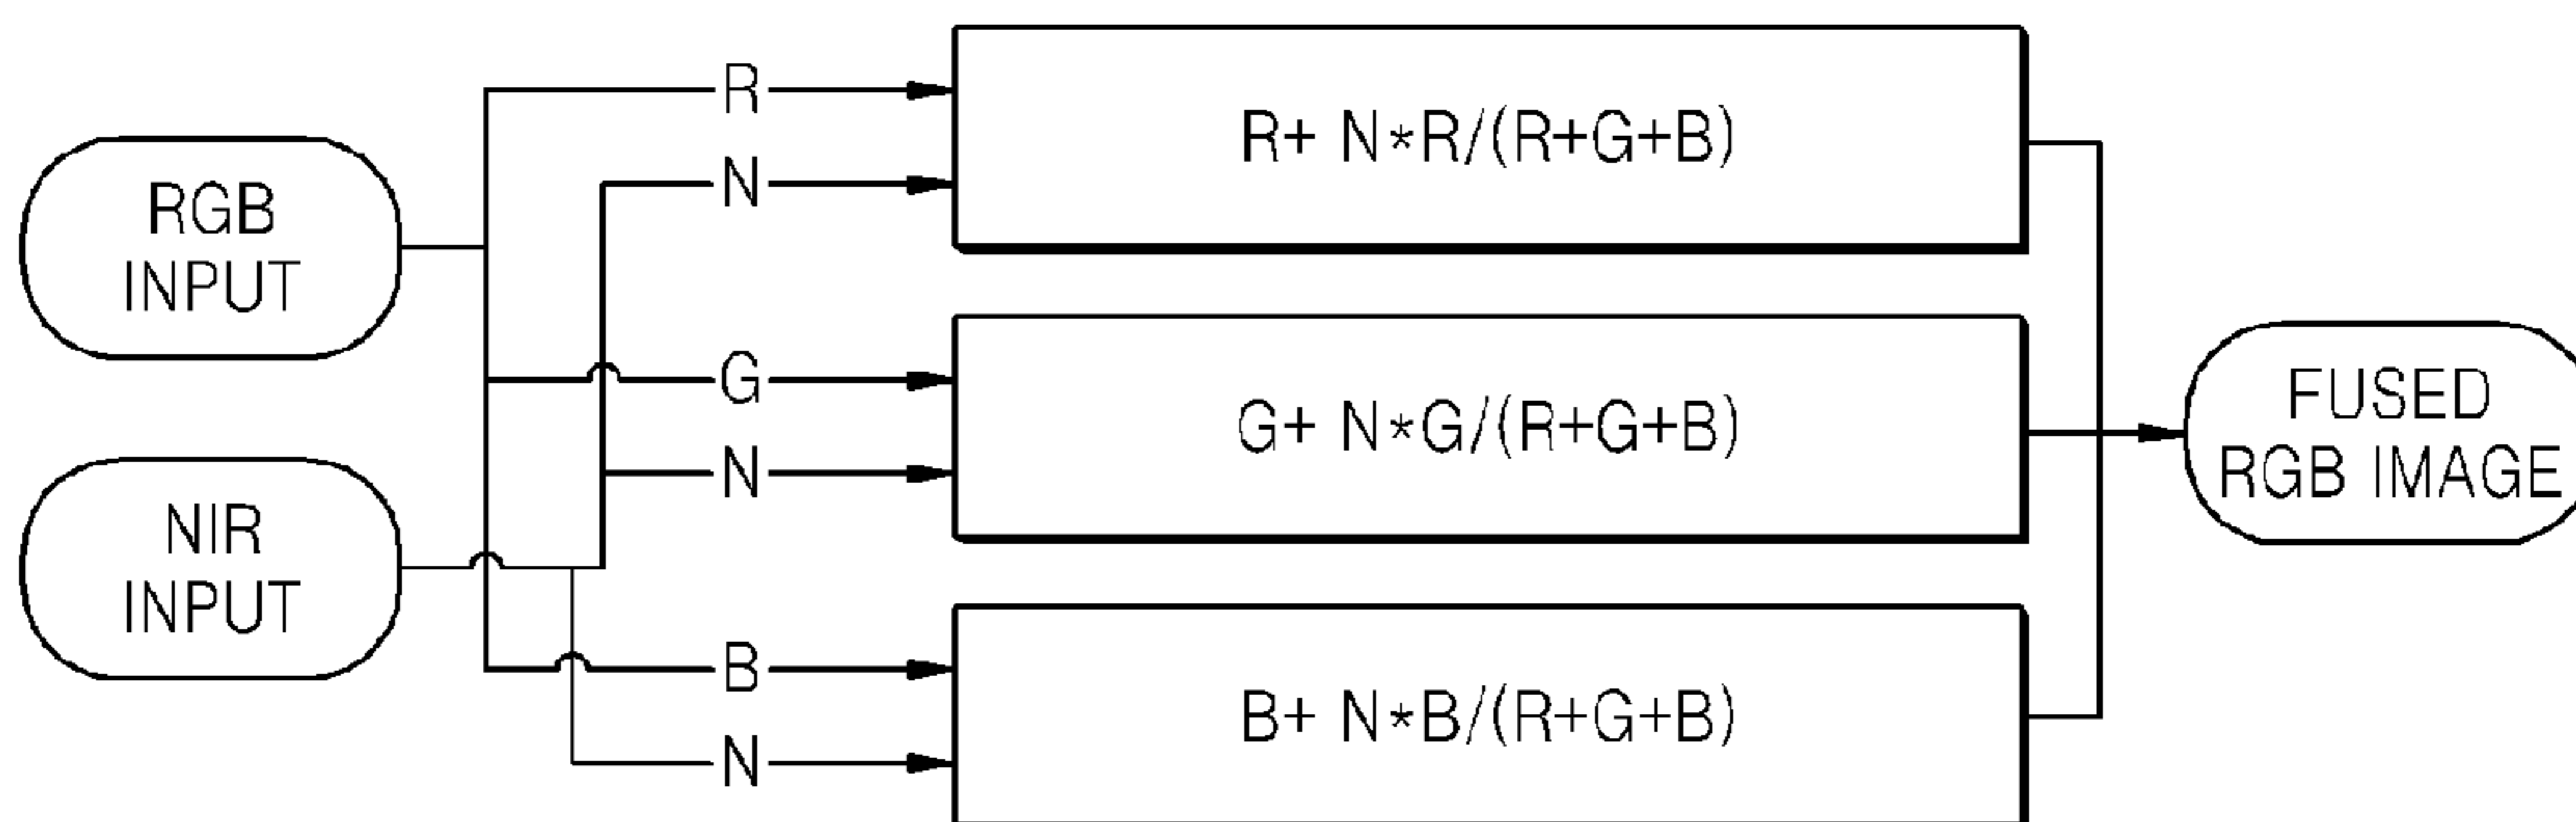 RGB
INPUT
NIR
INPUT
R
N
G
N
B
N
R+ N*R/(R+G+B)
G+ N*G/(R+G+B)
B+ N*B/(R+G+B)
FUSED
RGB IMAGE